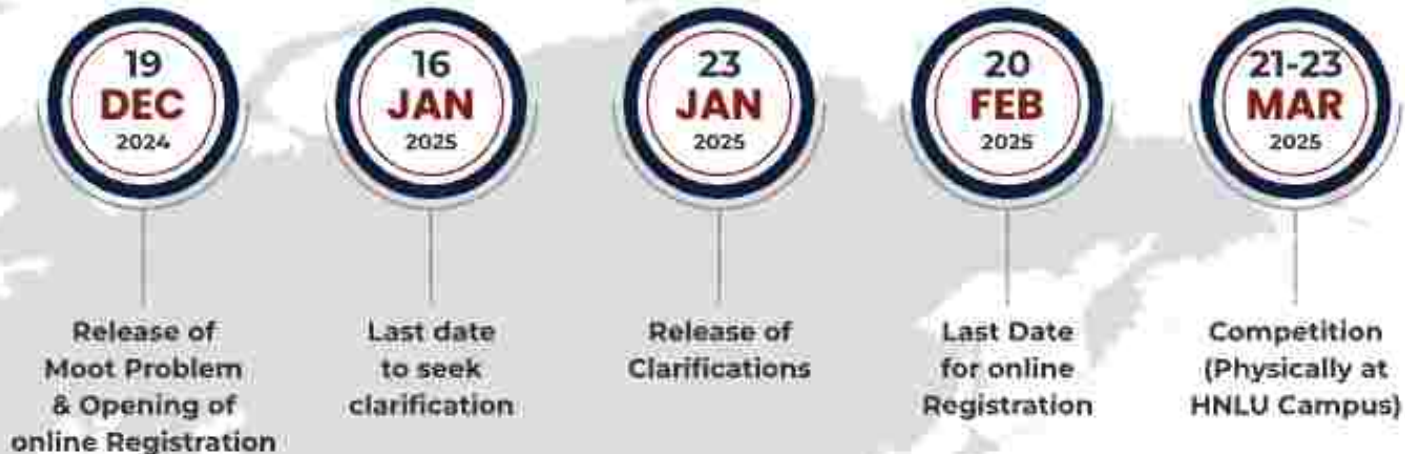 19
DEC
2024
Release of
Moot Problem
& Opening of
online Registration
16
JAN
2025
Last date
to seek
clarification
23
JAN
2025
Release of
Clarifications
20
FEB
2025
Last Date
for online
Registration
21-23
MAR
2025
Competition
(Physically at
HNLU Campus)